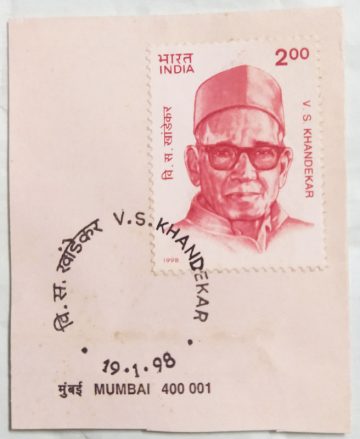 भारत
INDIA
2.00
वि. स. खांडेकर
V. S. KHANDEKAR
1998
वि. स. खांडेकर V. S. KHANDEKAR
19.1.98
मुंबई MUMBAI 400 001